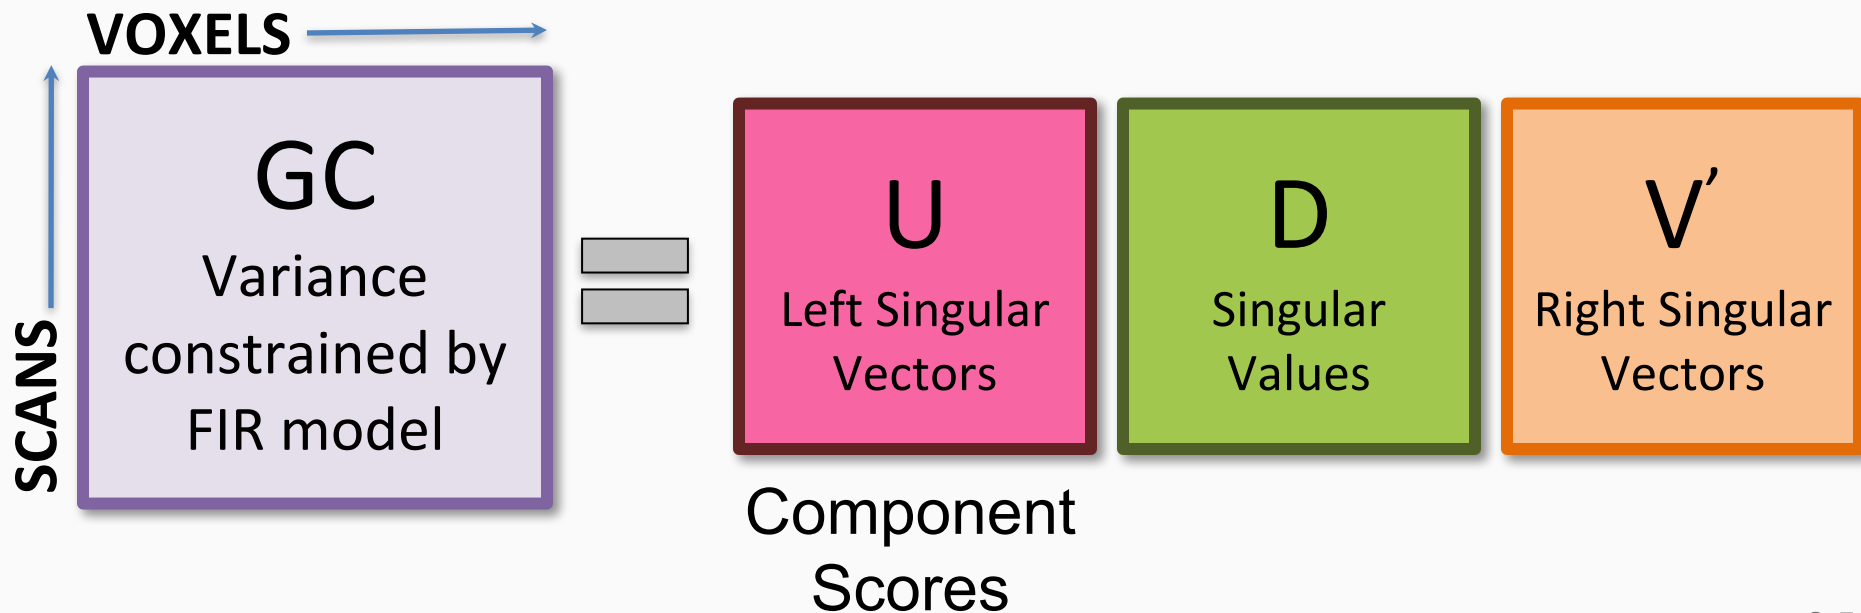 VOXELS
SCANS
GC
Variance
constrained by
FIR model
U
Left Singular
Vectors
D
Singular
Values
V’
Right Singular
Vectors
Component
Scores